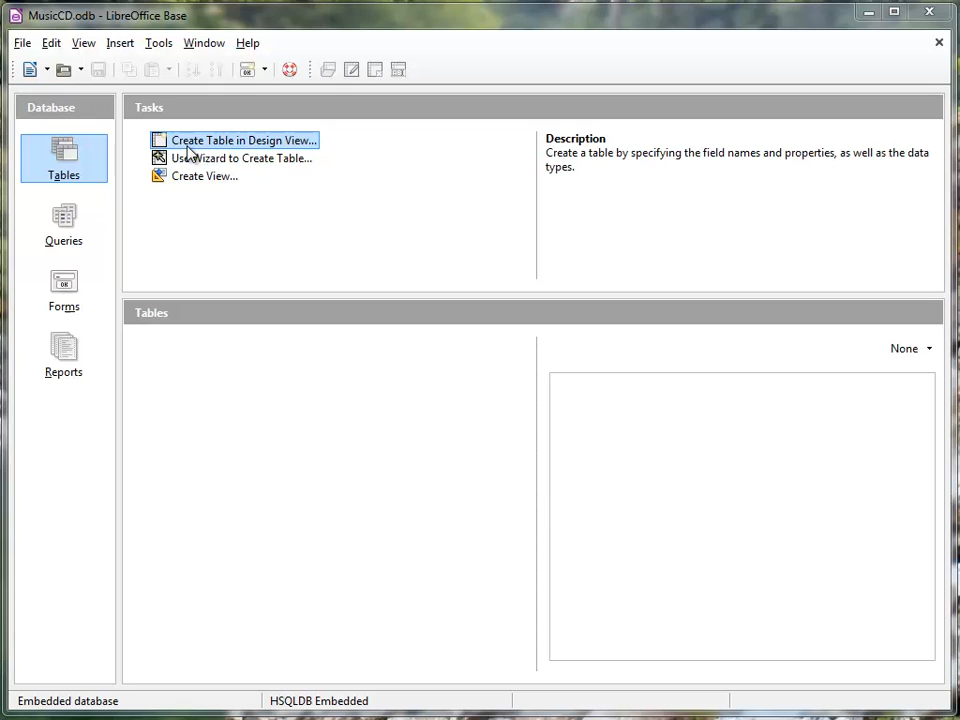 MusicCD.odb - LibreOffice Base
File Edit View Insert Tools Window Help
Database
Tasks
Create Table in Design View...
Use Wizard to Create Table...
Create View...
Description
Create a table by specifying the field names and properties, as well as the data
types.
Tables
Queries
Forms
Reports
Tables
None
Embedded database
HSQLDB Embedded